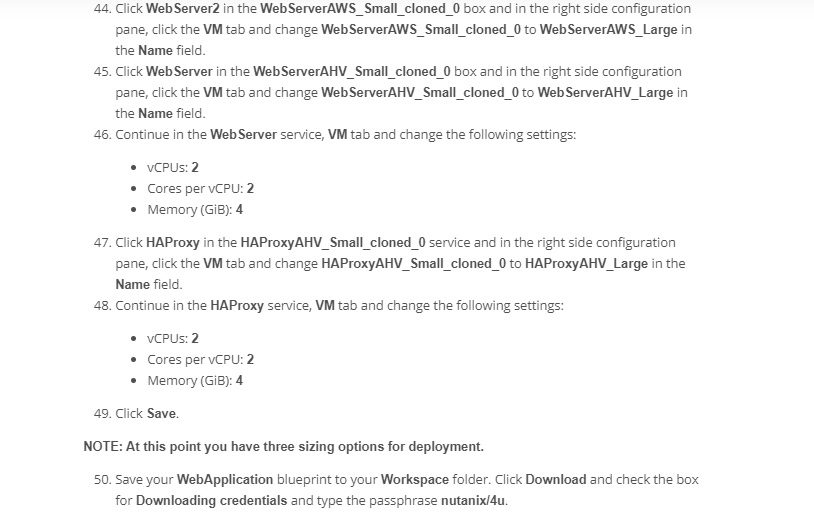 44. Click WebServer2 in the WebServerAWS_Small_cloned_0 box and in the right side configuration
pane, click the VM tab and change WebServerAWS_Small_cloned_0 to WebServerAWS_Large in
the Name field.
45. Click WebServer in the WebServerAHV_Small_cloned_0 box and in the right side configuration
pane, click the VM tab and change WebServerAHV_Small_cloned_0 to WebServerAHV_Large in
the Name field.
46. Continue in the WebServer service, VM tab and change the following settings:
• vCPUs: 2
• Cores per vCPU: 2
• Memory (GiB): 4
47. Click HAProxy in the HAProxyAHV_Small_cloned_0 service and in the right side configuration
pane, click the VM tab and change HAProxyAHV_Small_cloned_0 to HAProxyAHV_Large in the
Name field.
48. Continue in the HAProxy service, VM tab and change the following settings:
• vCPUs: 2
• Cores per vCPU: 2
• Memory (GiB): 4
49. Click Save.
NOTE: At this point you have three sizing options for deployment.
50. Save your WebApplication blueprint to your Workspace folder. Click Download and check the box
for Downloading credentials and type the passphrase nutanix/4u.